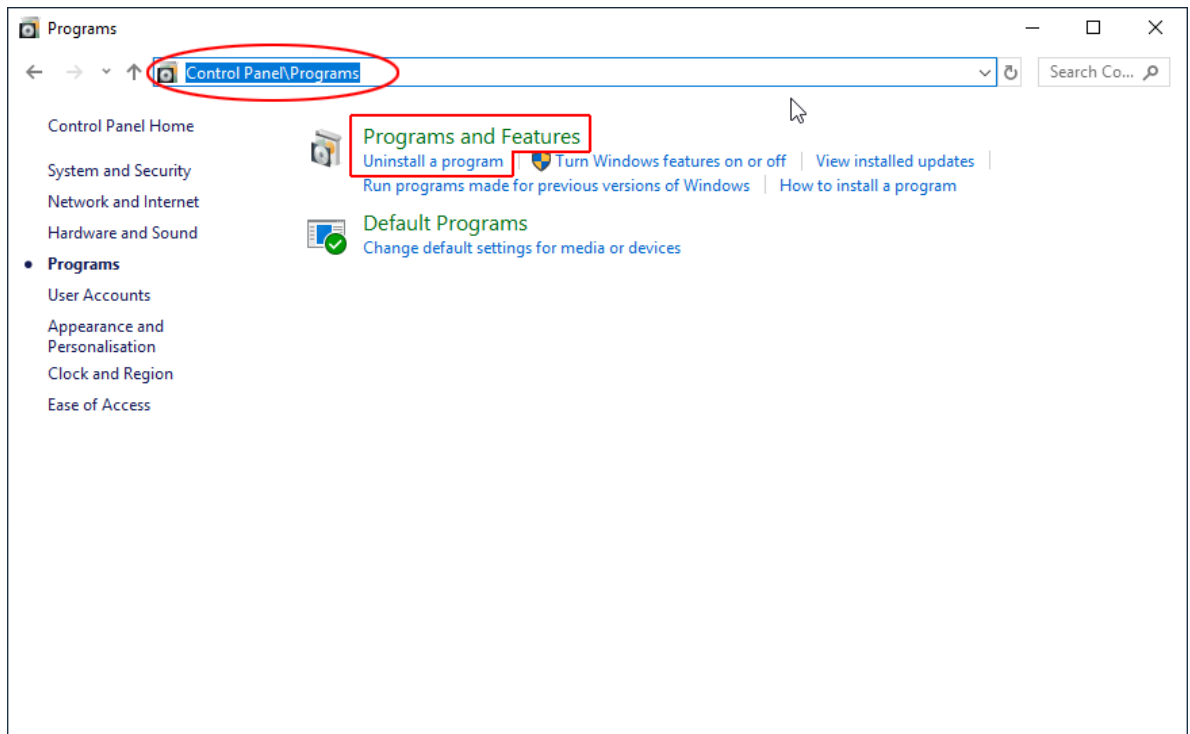 Programs
Control Panel\Programs
Search Co...
Control Panel Home
System and Security
Network and Internet
Hardware and Sound
Programs
User Accounts
Appearance and
Personalisation
Clock and Region
Ease of Access
Programs and Features
Uninstall a program Turn Windows features on or off View installed updates
Run programs made for previous versions of Windows How to install a program
Default Programs
Change default settings for media or devices